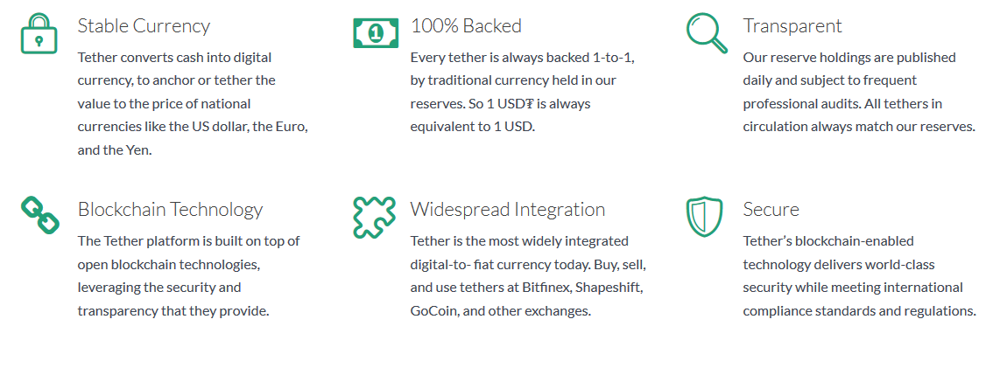 Stable Currency
Tether converts cash into digital
currency, to anchor or tether the
value to the price of national
currencies like the US dollar, the Euro,
and the Yen.
1
100% Backed
Every tether is always backed 1-to-1,
by traditional currency held in our
reserves. So 1 USD₮ is always
equivalent to 1 USD.
Transparent
Our reserve holdings are published
daily and subject to frequent
professional audits. All tethers in
circulation always match our reserves.
Blockchain Technology
The Tether platform is built on top of
open blockchain technologies,
leveraging the security and
transparency that they provide.
Widespread Integration
Tether is the most widely integrated
digital-to- fiat currency today. Buy, sell,
and use tethers at Bitfinex, Shapeshift,
GoCoin, and other exchanges.
Secure
Tether’s blockchain-enabled
technology delivers world-class
security while meeting international
compliance standards and regulations.